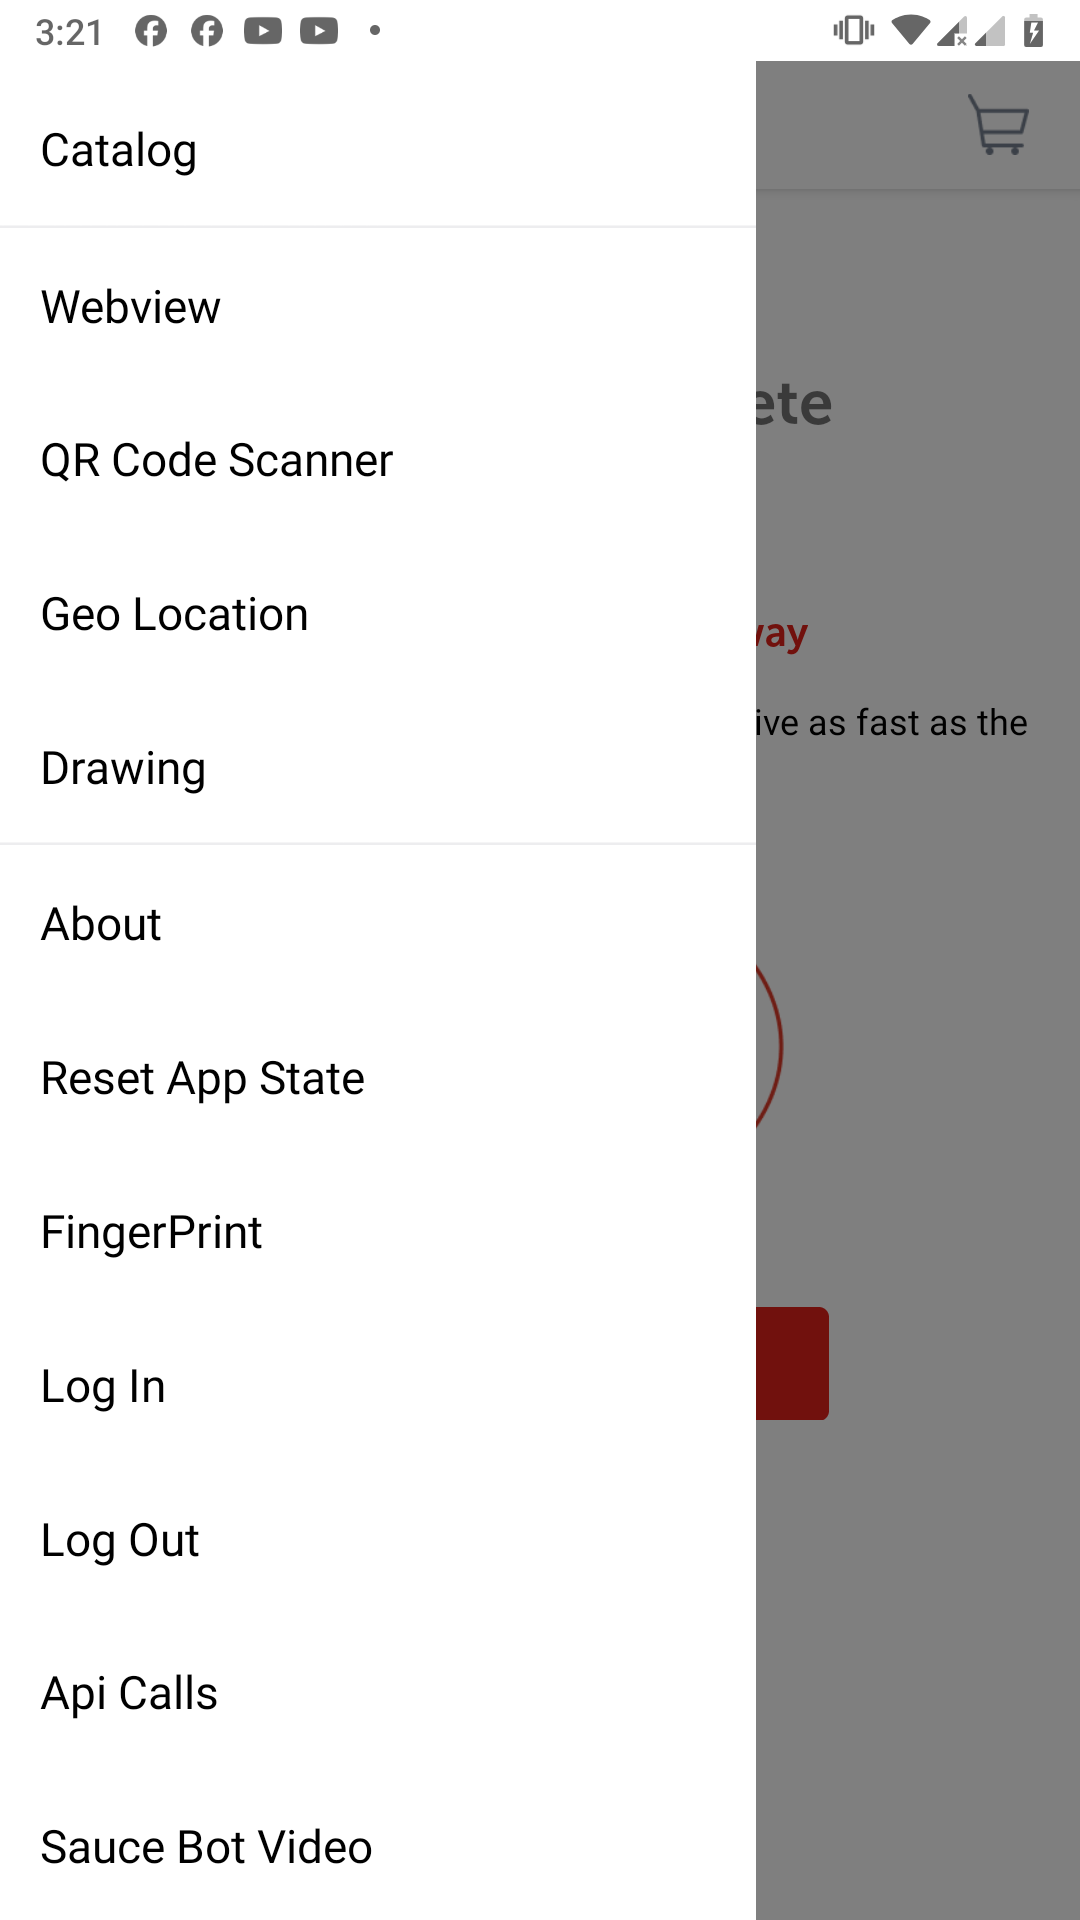 3:21
Catalog
Webview
QR Code Scanner
Geo Location
Drawing
About
Reset App State
FingerPrint
Log In
Log Out
Api Calls
Sauce Bot Video
ete
way
ive as fast as the